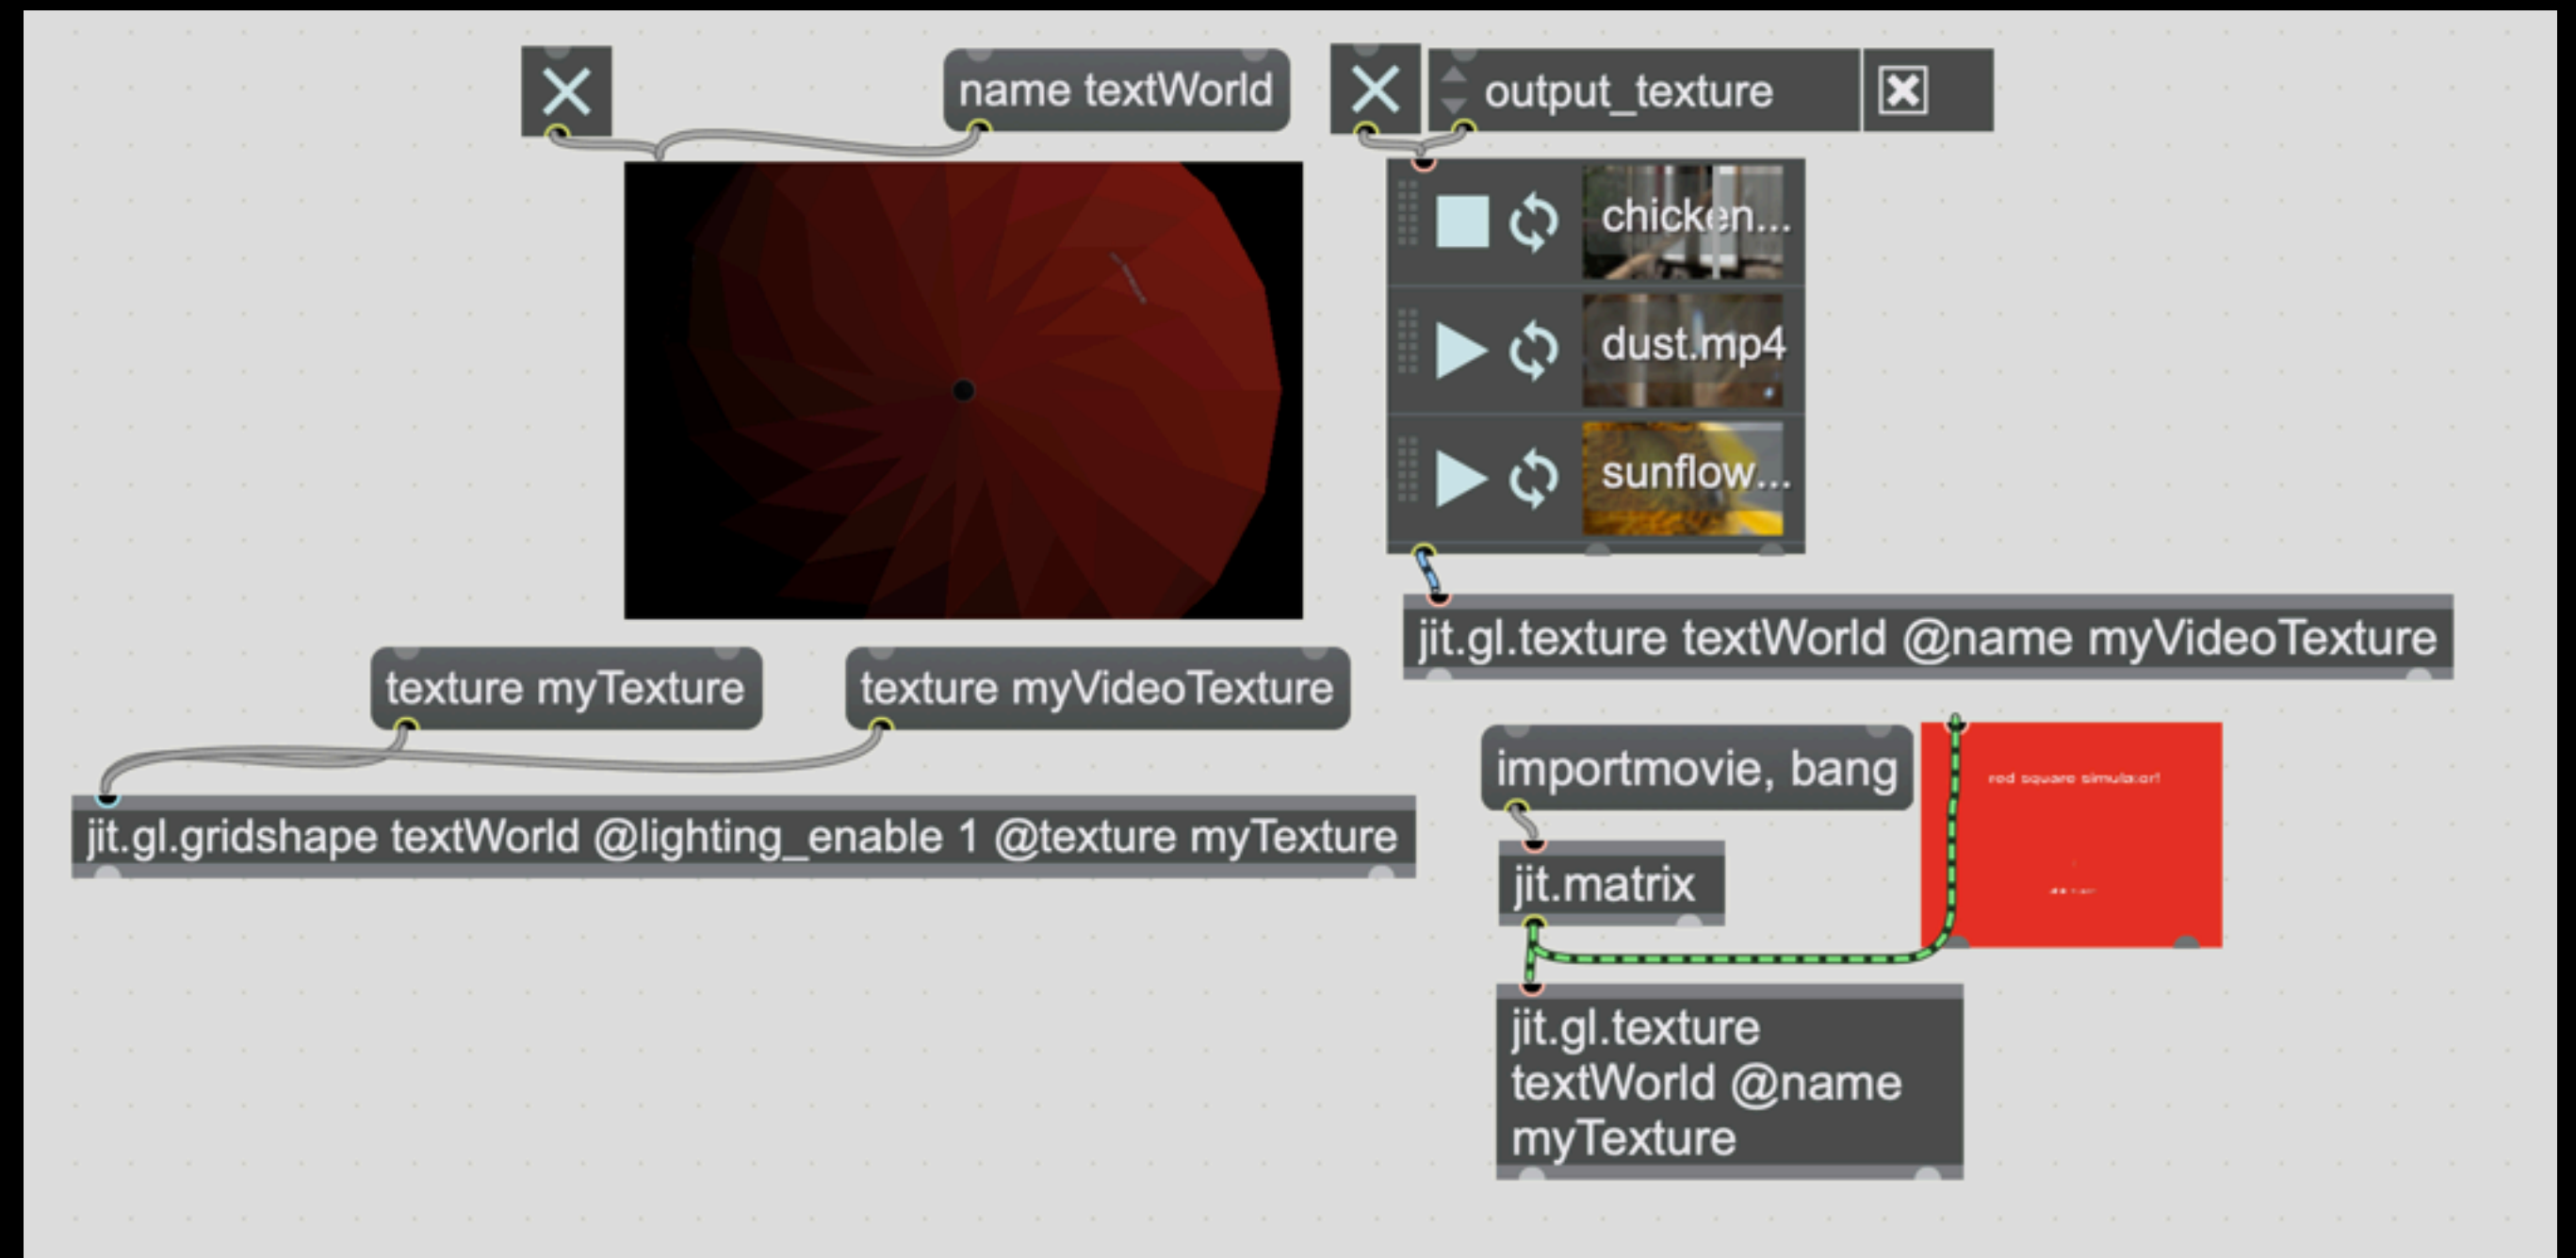 name textWorld
output_texture
chicken...
dust.mp4
sunflow...
jit.gl.texture textWorld @name myVideoTexture
texture myTexture
texture myVideoTexture
jit.gl.gridshape textWorld @lighting_enable 1 @texture myTexture
importmovie, bang
red square simulator!
jit.matrix
jit.gl.texture
textWorld @name
myTexture